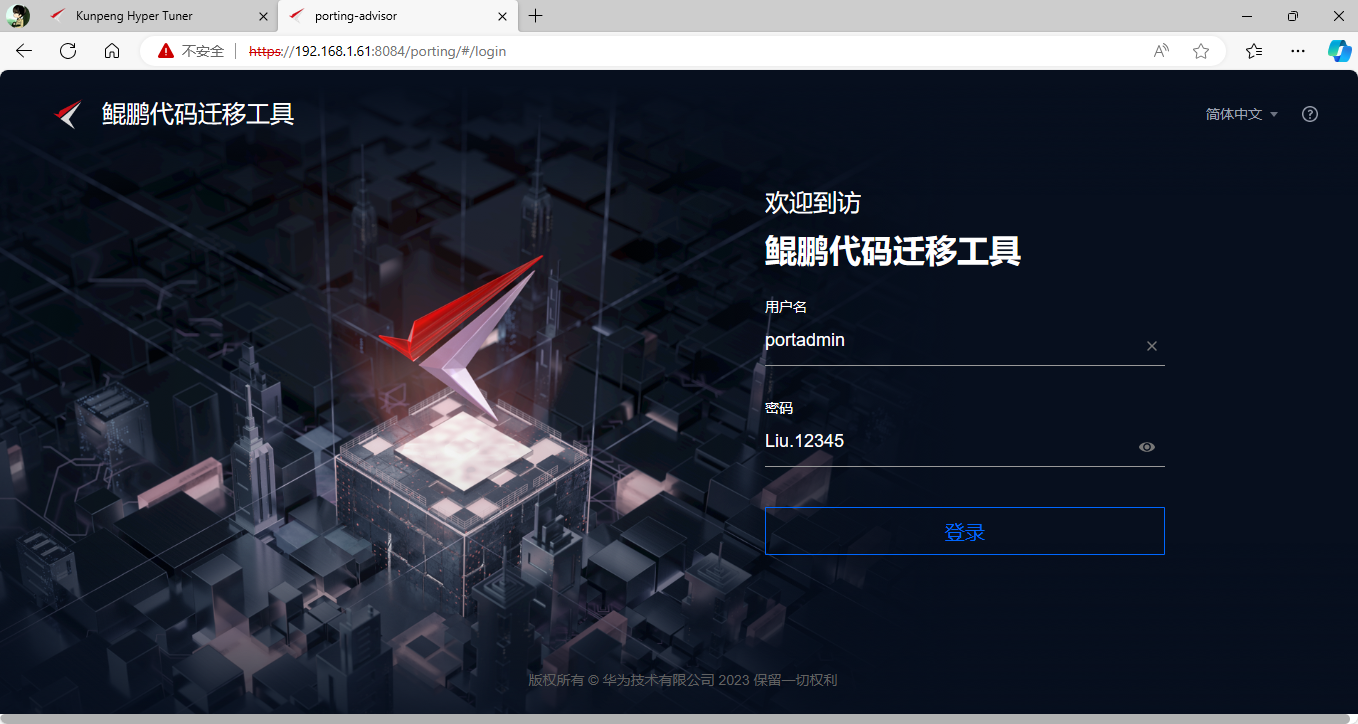 Kunpeng Hyper Tuner
porting-advisor
不安全
https://192.168.1.61:8084/porting/#/login
鲲鹏代码迁移工具
简体中文
欢迎到访
鲲鹏代码迁移工具
用户名
portadmin
密码
Liu.12345
登录
版权所有 © 华为技术有限公司 2023 保留一切权利